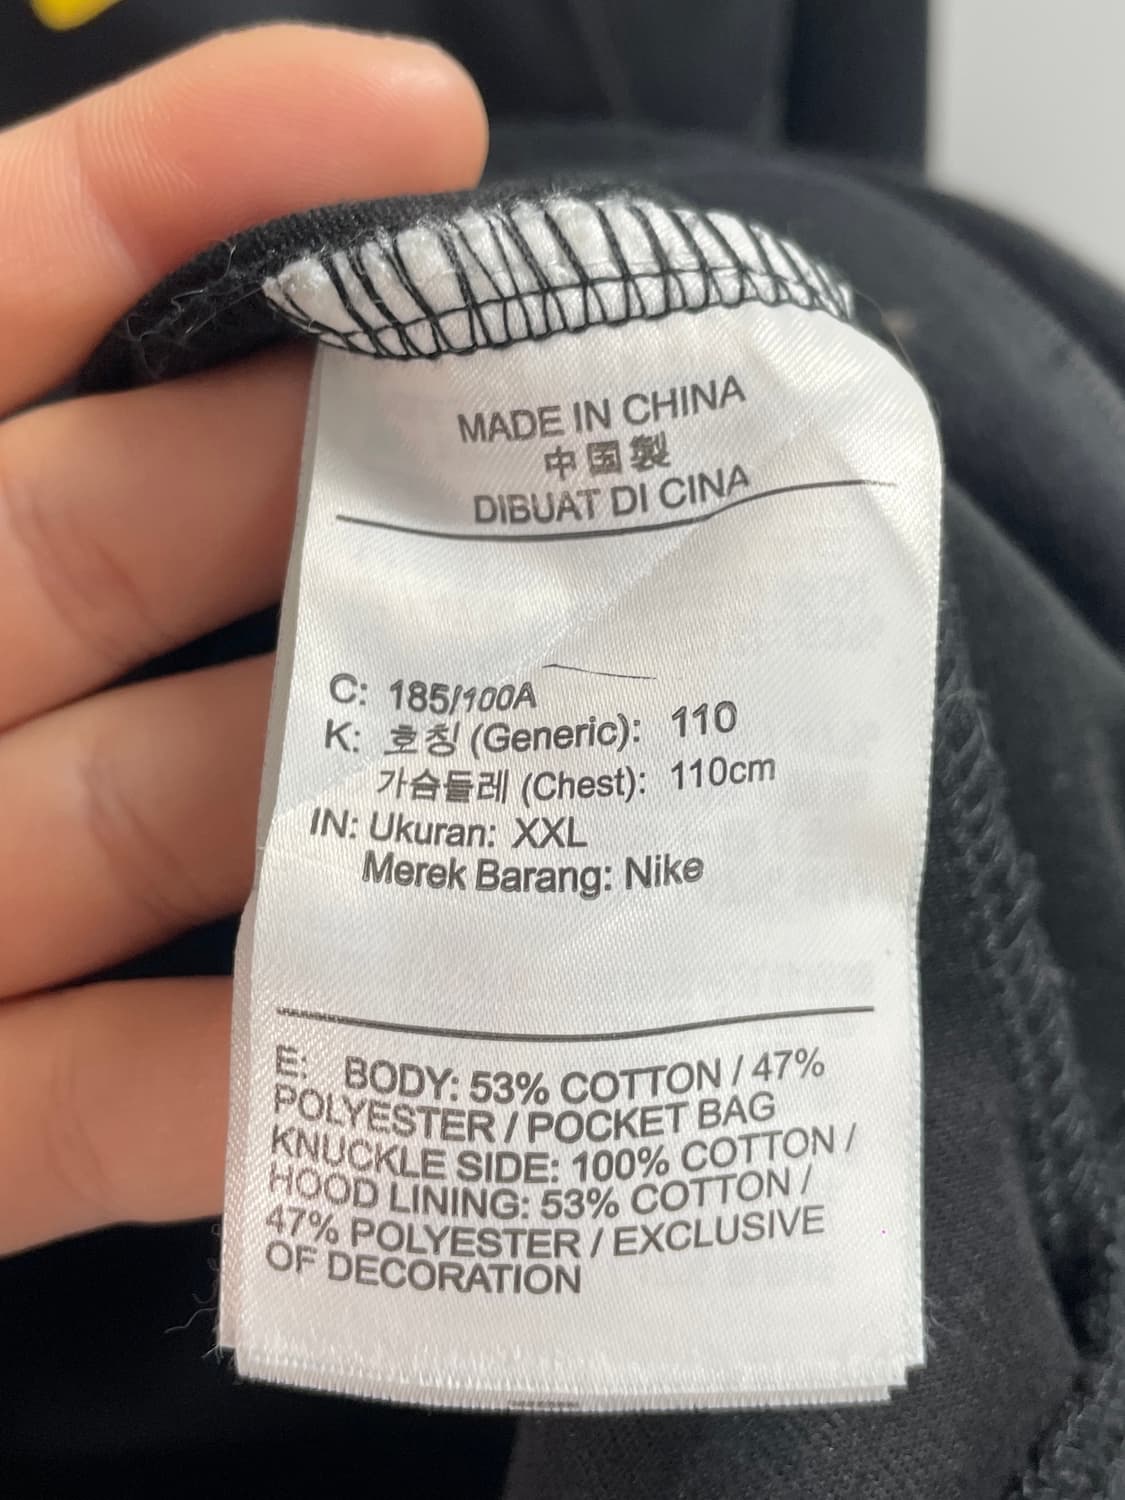 MADE IN CHINA
中国製
DIBUAT DI CINA
C: 185/100A
K: 호칭 (Generic): 110
가슴둘레 (Chest): 110cm
IN: Ukuran: XXL
Merek Barang: Nike
E: BODY: 53% COTTON / 47%
POLYESTER / POCKET BAG
KNUCKLE SIDE: 100% COTTON /
HOOD LINING: 53% COTTON /
47% POLYESTER / EXCLUSIVE
OF DECORATION